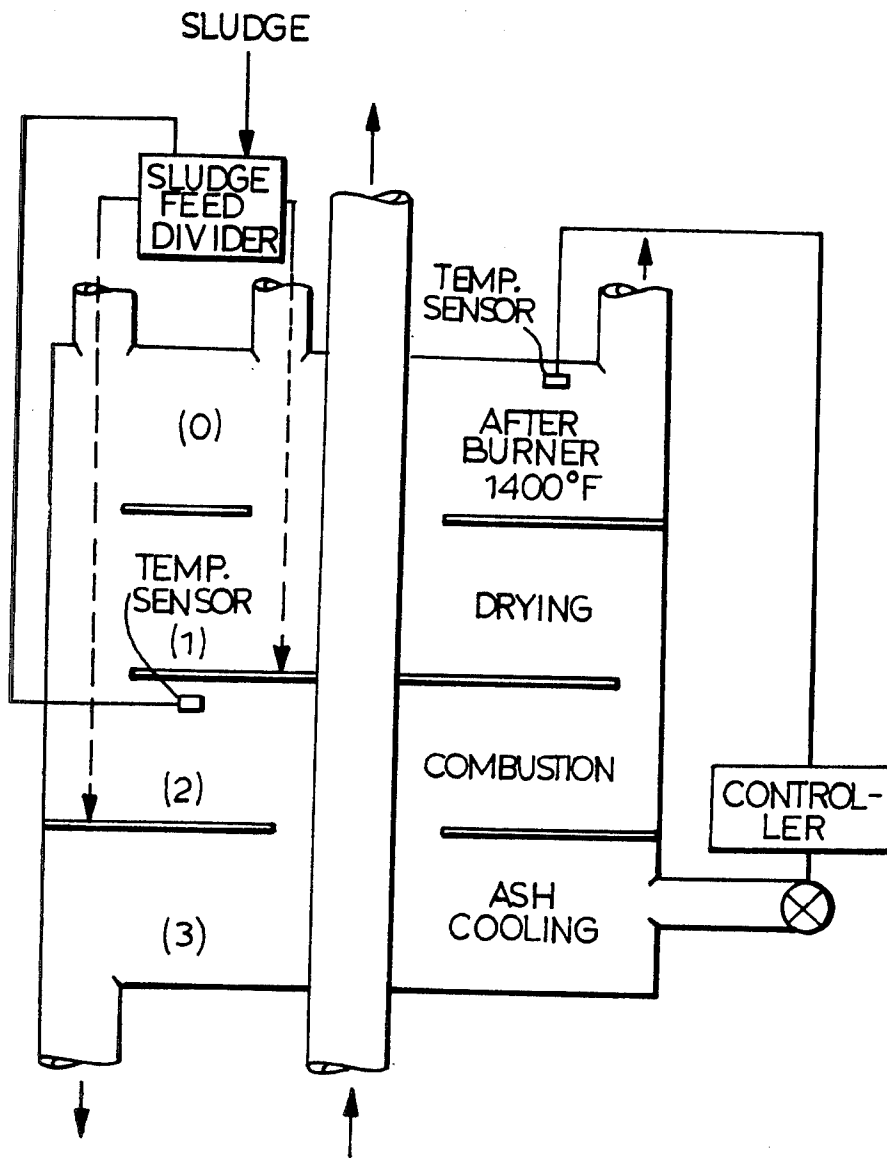 SLUDGE
SLUDGE
FEED
DIVIDER
TEMP.
SENSOR
(0)
AFTER
BURNER
1400°F
TEMP.
SENSOR
(1)
DRYING
(2)
COMBUSTION
CONTROL-
LER
(3)
ASH
COOLING